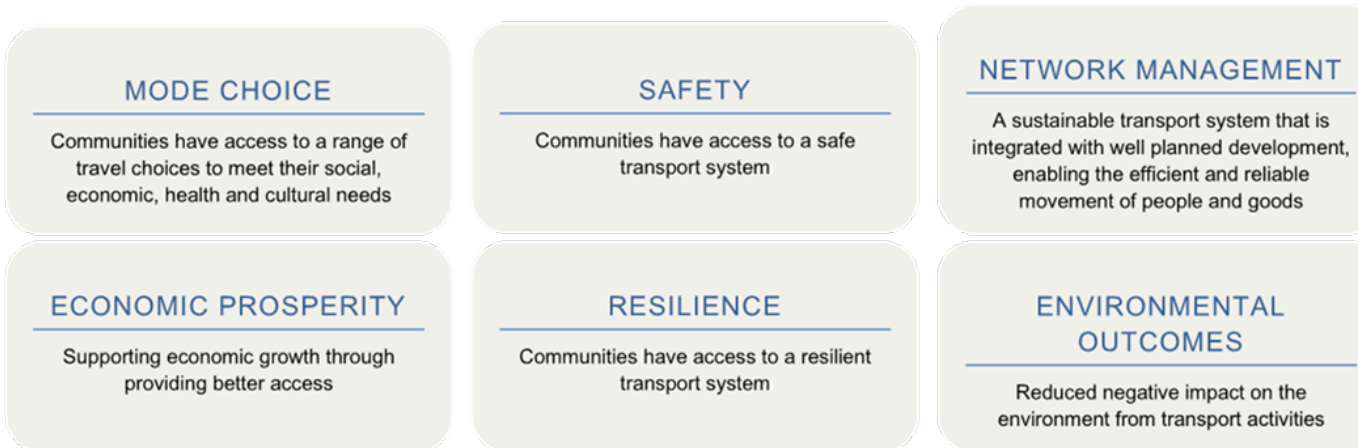 MODE CHOICE
Communities have access to a range of
travel choices to meet their social,
economic, health and cultural needs
SAFETY
Communities have access to a safe
transport system
NETWORK MANAGEMENT
A sustainable transport system that is
integrated with well planned development,
enabling the efficient and reliable
movement of people and goods
ECONOMIC PROSPERITY
Supporting economic growth through
providing better access
RESILIENCE
Communities have access to a resilient
transport system
ENVIRONMENTAL
OUTCOMES
Reduced negative impact on the
environment from transport activities